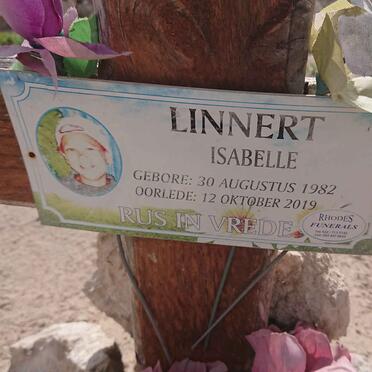 LINNERT
ISABELLE
GEBORE: 30 AUGUSTUS 1982
OORLEDE: 12 OKTOBER 2019
RUS IN VREDE
RHODES
FUNERALS